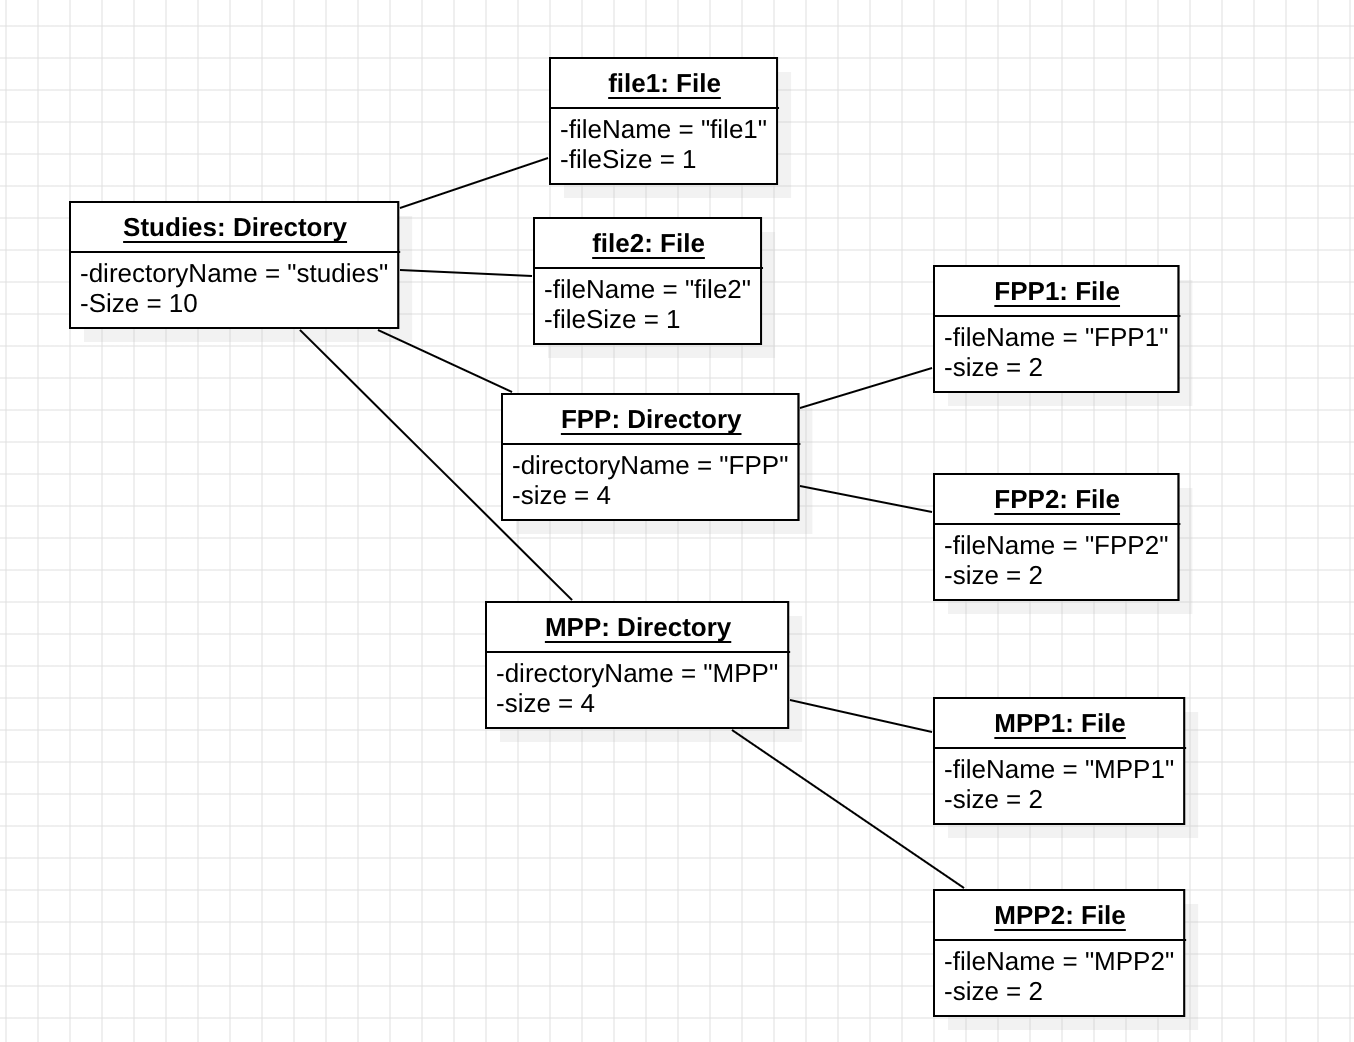 file1: File
-fileName = "file1"
-fileSize = 1
Studies: Directory
-directoryName = "studies"
-Size = 10
file2: File
-fileName = "file2"
-fileSize = 1
FPP1: File
-fileName = "FPP1"
-size = 2
FPP: Directory
-directoryName = "FPP"
-size = 4
FPP2: File
-fileName = "FPP2"
-size = 2
MPP: Directory
-directoryName = "MPP"
-size = 4
MPP1: File
-fileName = "MPP1"
-size = 2
MPP2: File
-fileName = "MPP2"
-size = 2